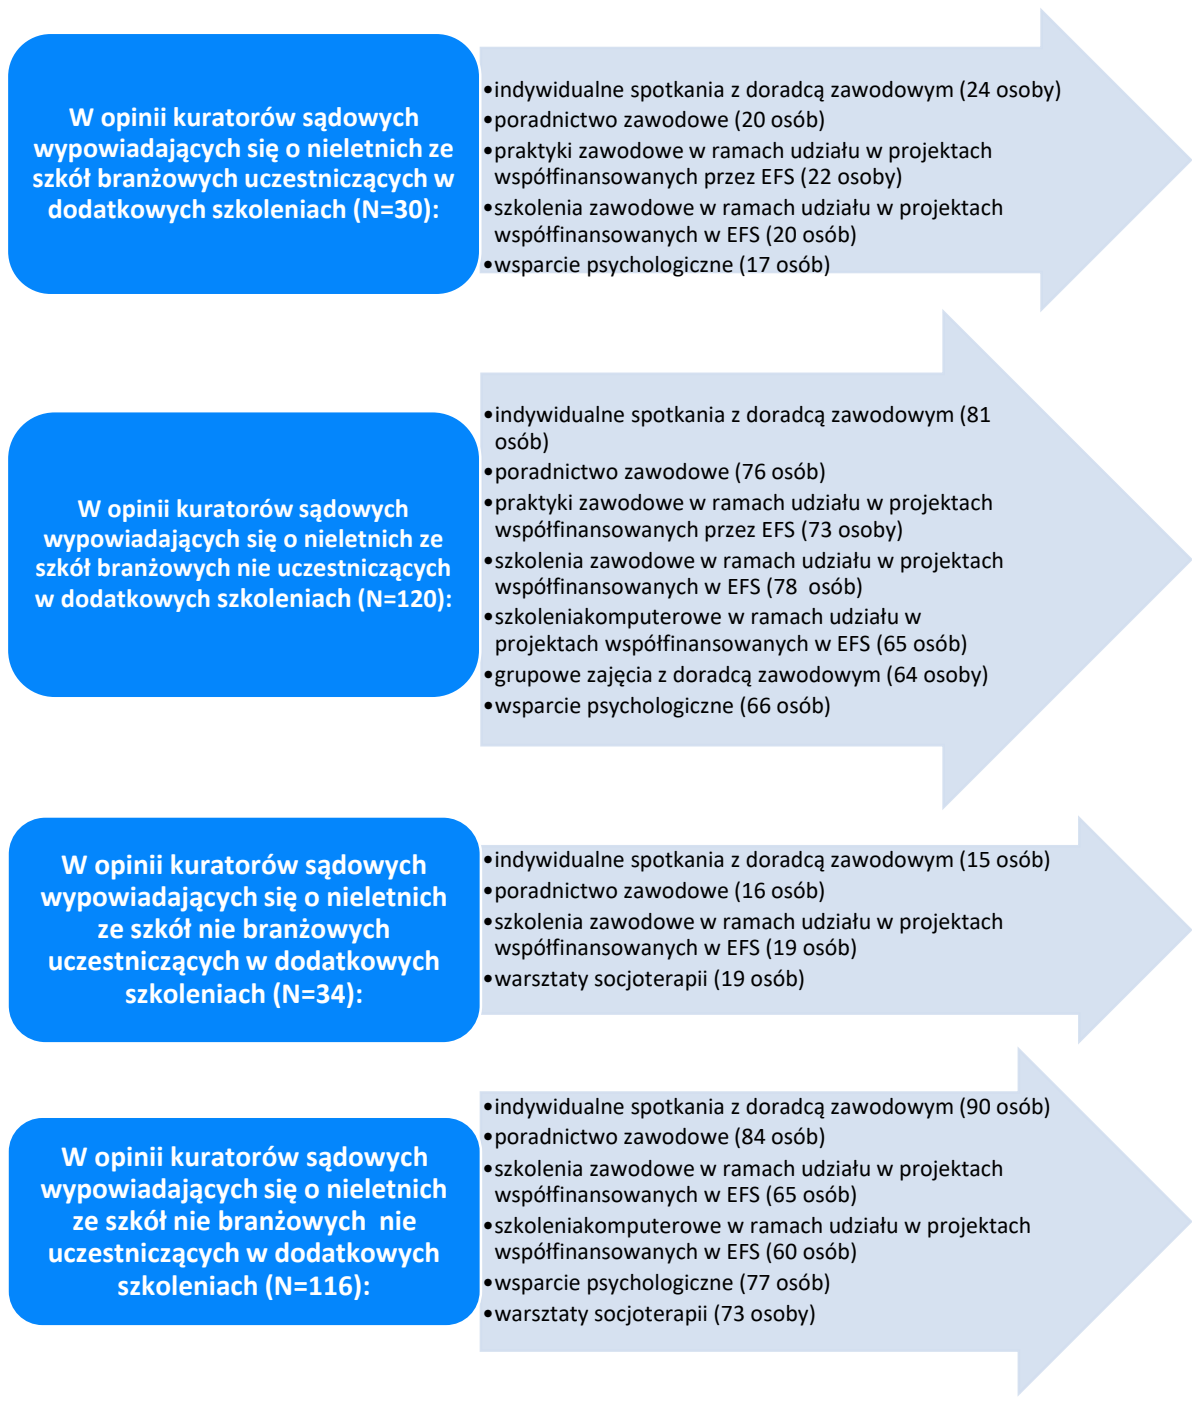 W opinii kuratorów sądowych
wypowiadających się o nieletnich ze
szkół branżowych uczestniczących w
dodatkowych szkoleniach (N=30):
•indywidualne spotkania z doradcą zawodowym (24 osoby)
•poradnictwo zawodowe (20 osób)
•praktyki zawodowe w ramach udziału w projektach
współfinansowanych przez EFS (22 osoby)
•szkolenia zawodowe w ramach udziału w projektach
współfinansowanych w EFS (20 osób)
•wsparcie psychologiczne (17 osób)
W opinii kuratorów sądowych
wypowiadających się o nieletnich ze
szkół branżowych nie uczestniczących
w dodatkowych szkoleniach (N=120):
•indywidualne spotkania z doradcą zawodowym (81
osób)
•poradnictwo zawodowe (76 osób)
•praktyki zawodowe w ramach udziału w projektach
współfinansowanych przez EFS (73 osoby)
•szkolenia zawodowe w ramach udziału w projektach
współfinansowanych w EFS (78  osób)
•szkoleniakomputerowe w ramach udziału w
projektach współfinansowanych w EFS (65 osób)
•grupowe zajęcia z doradcą zawodowym (64 osoby)
•wsparcie psychologiczne (66 osób)
W opinii kuratorów sądowych
wypowiadających się o nieletnich
ze szkół nie branżowych
uczestniczących w dodatkowych
szkoleniach (N=34):
•indywidualne spotkania z doradcą zawodowym (15 osób)
•poradnictwo zawodowe (16 osób)
•szkolenia zawodowe w ramach udziału w projektach
współfinansowanych w EFS (19 osób)
•warsztaty socjoterapii (19 osób)
W opinii kuratorów sądowych
wypowiadających się o nieletnich
ze szkół nie branżowych  nie
uczestniczących w dodatkowych
szkoleniach (N=116):
•indywidualne spotkania z doradcą zawodowym (90 osób)
•poradnictwo zawodowe (84 osób)
•szkolenia zawodowe w ramach udziału w projektach
współfinansowanych w EFS (65 osób)
•szkoleniakomputerowe w ramach udziału w projektach
współfinansowanych w EFS (60 osób)
•wsparcie psychologiczne (77 osób)
•warsztaty socjoterapii (73 osoby)